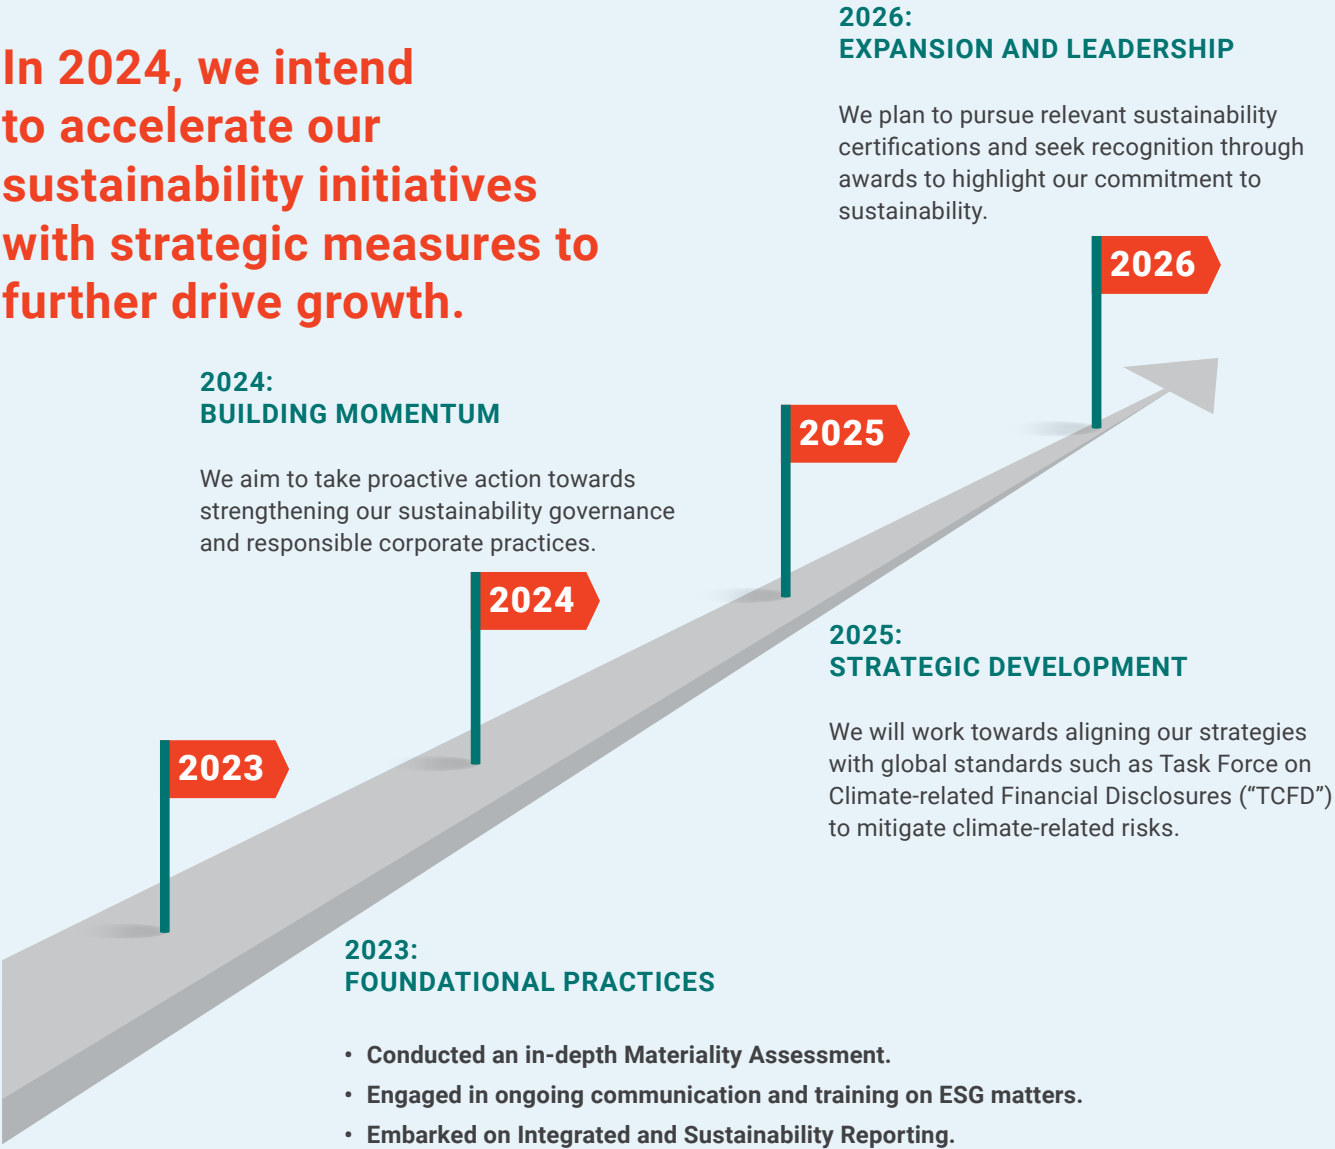 In 2024, we intend
to accelerate our
sustainability initiatives
with strategic measures to
further drive growth.
2026:
EXPANSION AND LEADERSHIP
We plan to pursue relevant sustainability
certifications and seek recognition through
awards to highlight our commitment to
sustainability.
2026
2024:
BUILDING MOMENTUM
We aim to take proactive action towards
strengthening our sustainability governance
and responsible corporate practices.
2025
2024
2025:
STRATEGIC DEVELOPMENT
We will work towards aligning our strategies
with global standards such as Task Force on
Climate-related Financial Disclosures (“TCFD”)
to mitigate climate-related risks.
2023
2023:
FOUNDATIONAL PRACTICES
• Conducted an in-depth Materiality Assessment.
• Engaged in ongoing communication and training on ESG matters.
• Embarked on Integrated and Sustainability Reporting.